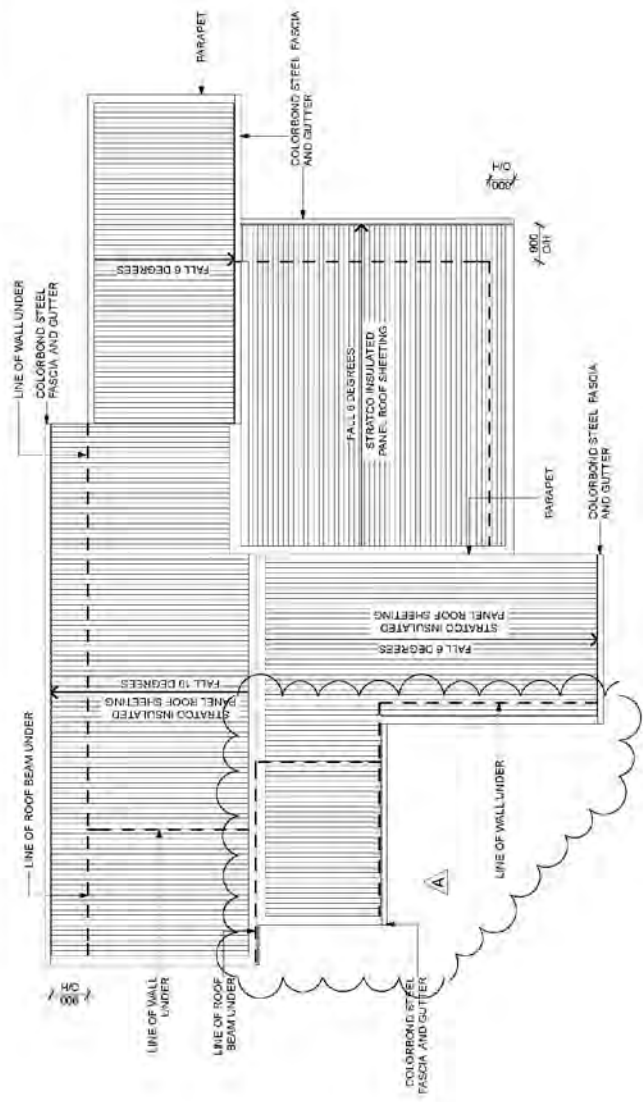 PARAPET
COLORBOND STEEL FASCIA
AND GUTTER
LINE OF WALL UNDER
COLORBOND STEEL
FASCIA AND GUTTER
FALL 6 DEGREES
600
O/H
900
O/H
FALL 6 DEGREES
STRATCO INSULATED
PANEL ROOF SHEETING
LINE OF ROOF BEAM UNDER
PARAPET
COLORBOND STEEL FASCIA
AND GUTTER
STRATCO INSULATED
PANEL ROOF SHEETING
FALL 6 DEGREES
STRATCO INSULATED
PANEL ROOF SHEETING
FALL 10 DEGREES
900
O/H
LINE OF WALL
UNDER
LINE OF ROOF
BEAM UNDER
LINE OF WALL UNDER
A
COLORBOND STEEL
FASCIA AND GUTTER